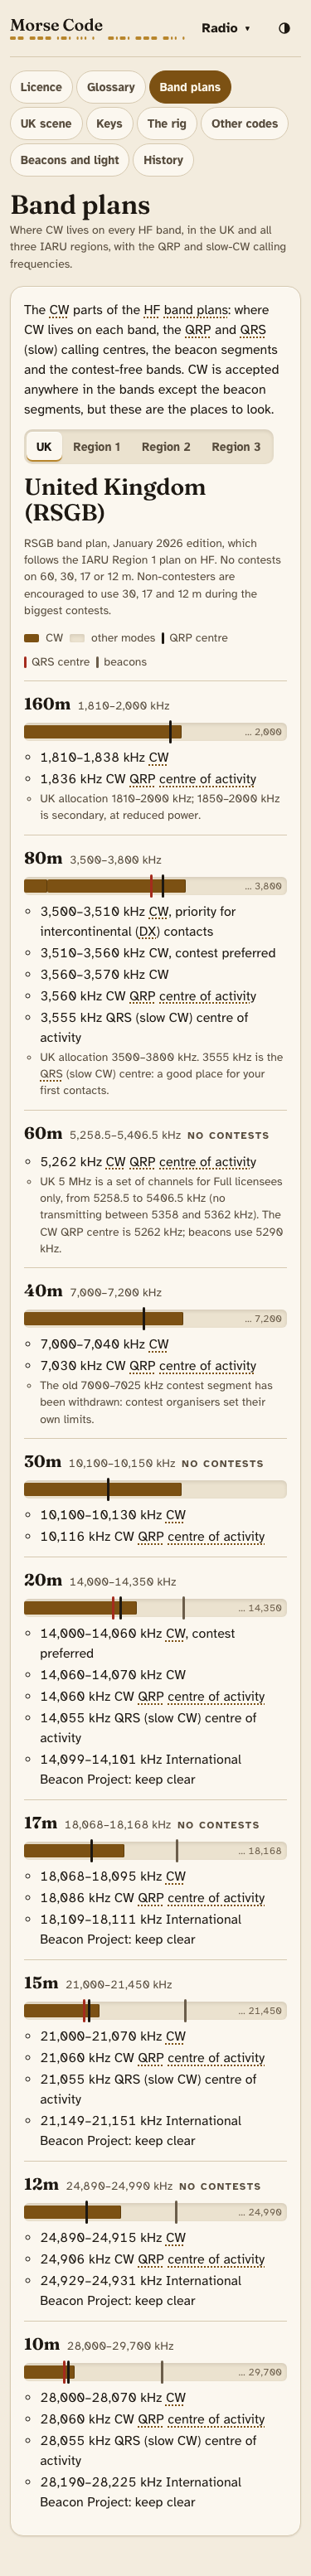 Morse Code
Radio ▾
Licence
Glossary
Band plans
UK scene
Keys
The rig
Other codes
Beacons and light
History
Band plans
Where CW lives on every HF band, in the UK and all
three IARU regions, with the QRP and slow-CW calling
frequencies.
The CW parts of the HF band plans: where
CW lives on each band, the QRP and QRS
(slow) calling centres, the beacon segments
and the contest-free bands. CW is accepted
anywhere in the bands except the beacon
segments, but these are the places to look.
UK
Region 1
Region 2
Region 3
United Kingdom
(RSGB)
RSGB band plan, January 2026 edition, which
follows the IARU Region 1 plan on HF. No contests
on 60, 30, 17 or 12 m. Non-contesters are
encouraged to use 30, 17 and 12 m during the
biggest contests.
CW other modes QRP centre
QRS centre beacons
160m 1,810–2,000 kHz
... 2,000
1,810–1,838 kHz CW
1,836 kHz CW QRP centre of activity
UK allocation 1810–2000 kHz; 1850–2000 kHz
is secondary, at reduced power.
80m 3,500–3,800 kHz
... 3,800
3,500–3,510 kHz CW, priority for
intercontinental (DX) contacts
3,510–3,560 kHz CW, contest preferred
3,560–3,570 kHz CW
3,560 kHz CW QRP centre of activity
3,555 kHz QRS (slow CW) centre of
activity
UK allocation 3500–3800 kHz. 3555 kHz is the
QRS (slow CW) centre: a good place for your
first contacts.
60m 5,258.5–5,406.5 kHz NO CONTESTS
5,262 kHz CW QRP centre of activity
UK 5 MHz is a set of channels for Full licensees
only, from 5258.5 to 5406.5 kHz (no
transmitting between 5358 and 5362 kHz). The
CW QRP centre is 5262 kHz; beacons use 5290
kHz.
40m 7,000–7,200 kHz
... 7,200
7,000–7,040 kHz CW
7,030 kHz CW QRP centre of activity
The old 7000–7025 kHz contest segment has
been withdrawn: contest organisers set their
own limits.
30m 10,100–10,150 kHz NO CONTESTS
10,100–10,130 kHz CW
10,116 kHz CW QRP centre of activity
20m 14,000–14,350 kHz
... 14,350
14,000–14,060 kHz CW, contest
preferred
14,060–14,070 kHz CW
14,060 kHz CW QRP centre of activity
14,055 kHz QRS (slow CW) centre of
activity
14,099–14,101 kHz International
Beacon Project: keep clear
17m 18,068–18,168 kHz NO CONTESTS
... 18,168
18,068–18,095 kHz CW
18,086 kHz CW QRP centre of activity
18,109–18,111 kHz International
Beacon Project: keep clear
15m 21,000–21,450 kHz
... 21,450
21,000–21,070 kHz CW
21,060 kHz CW QRP centre of activity
21,055 kHz QRS (slow CW) centre of
activity
21,149–21,151 kHz International
Beacon Project: keep clear
12m 24,890–24,990 kHz NO CONTESTS
... 24,990
24,890–24,915 kHz CW
24,906 kHz CW QRP centre of activity
24,929–24,931 kHz International
Beacon Project: keep clear
10m 28,000–29,700 kHz
... 29,700
28,000–28,070 kHz CW
28,060 kHz CW QRP centre of activity
28,055 kHz QRS (slow CW) centre of
activity
28,190–28,225 kHz International
Beacon Project: keep clear